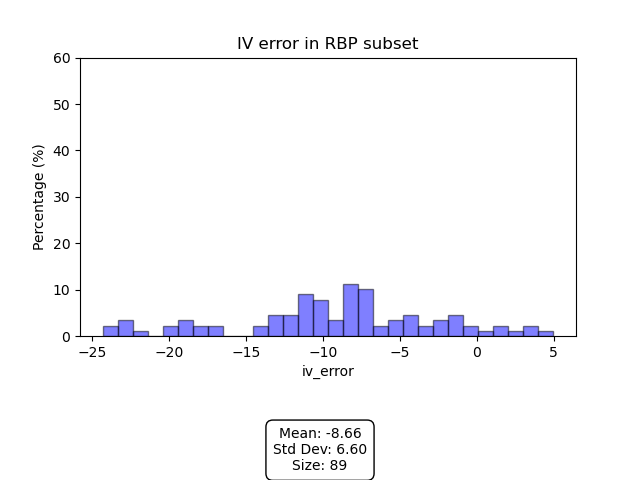 IV error in RBP subset
60
50
40
30
20
10
0
Percentage (%)
−25
−20
−15
−10
−5
0
5
iv_error
Mean: -8.66
Std Dev: 6.60
Size: 89